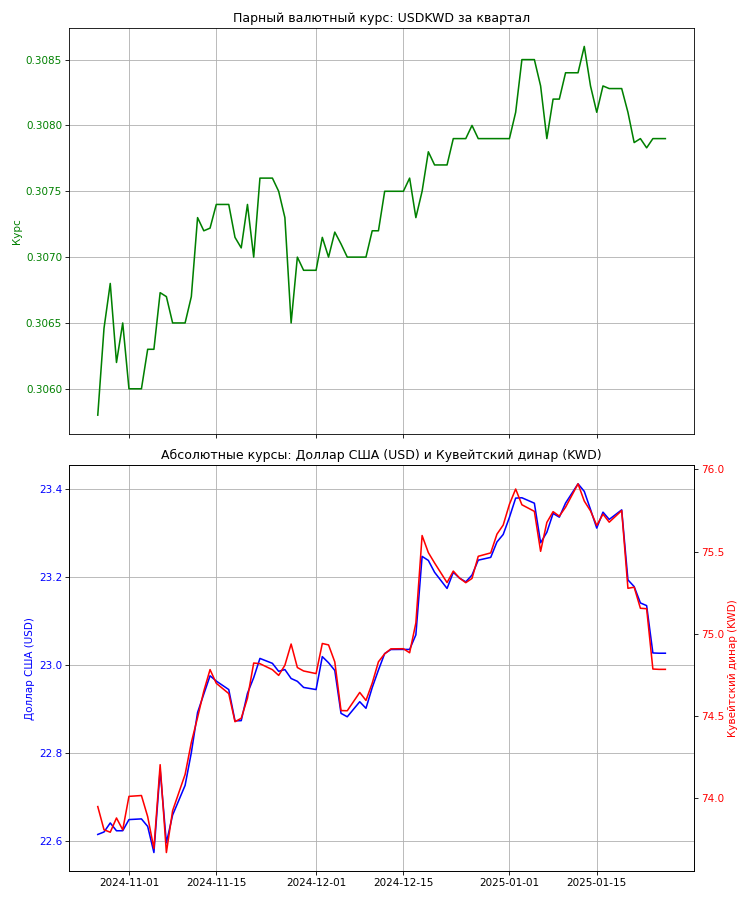 Парный валютный курс: USDKWD за квартал
0.3085
0.3080
0.3075
0.3070
0.3065
0.3060
Курс
Абсолютные курсы: Доллар США (USD) и Кувейтский динар (KWD)
23.4
23.2
23.0
22.8
22.6
Доллар США (USD)
76.0
75.5
75.0
74.5
74.0
Кувейтский динар (KWD)
2024-11-01 2024-11-15 2024-12-01 2024-12-15 2025-01-01 2025-01-15